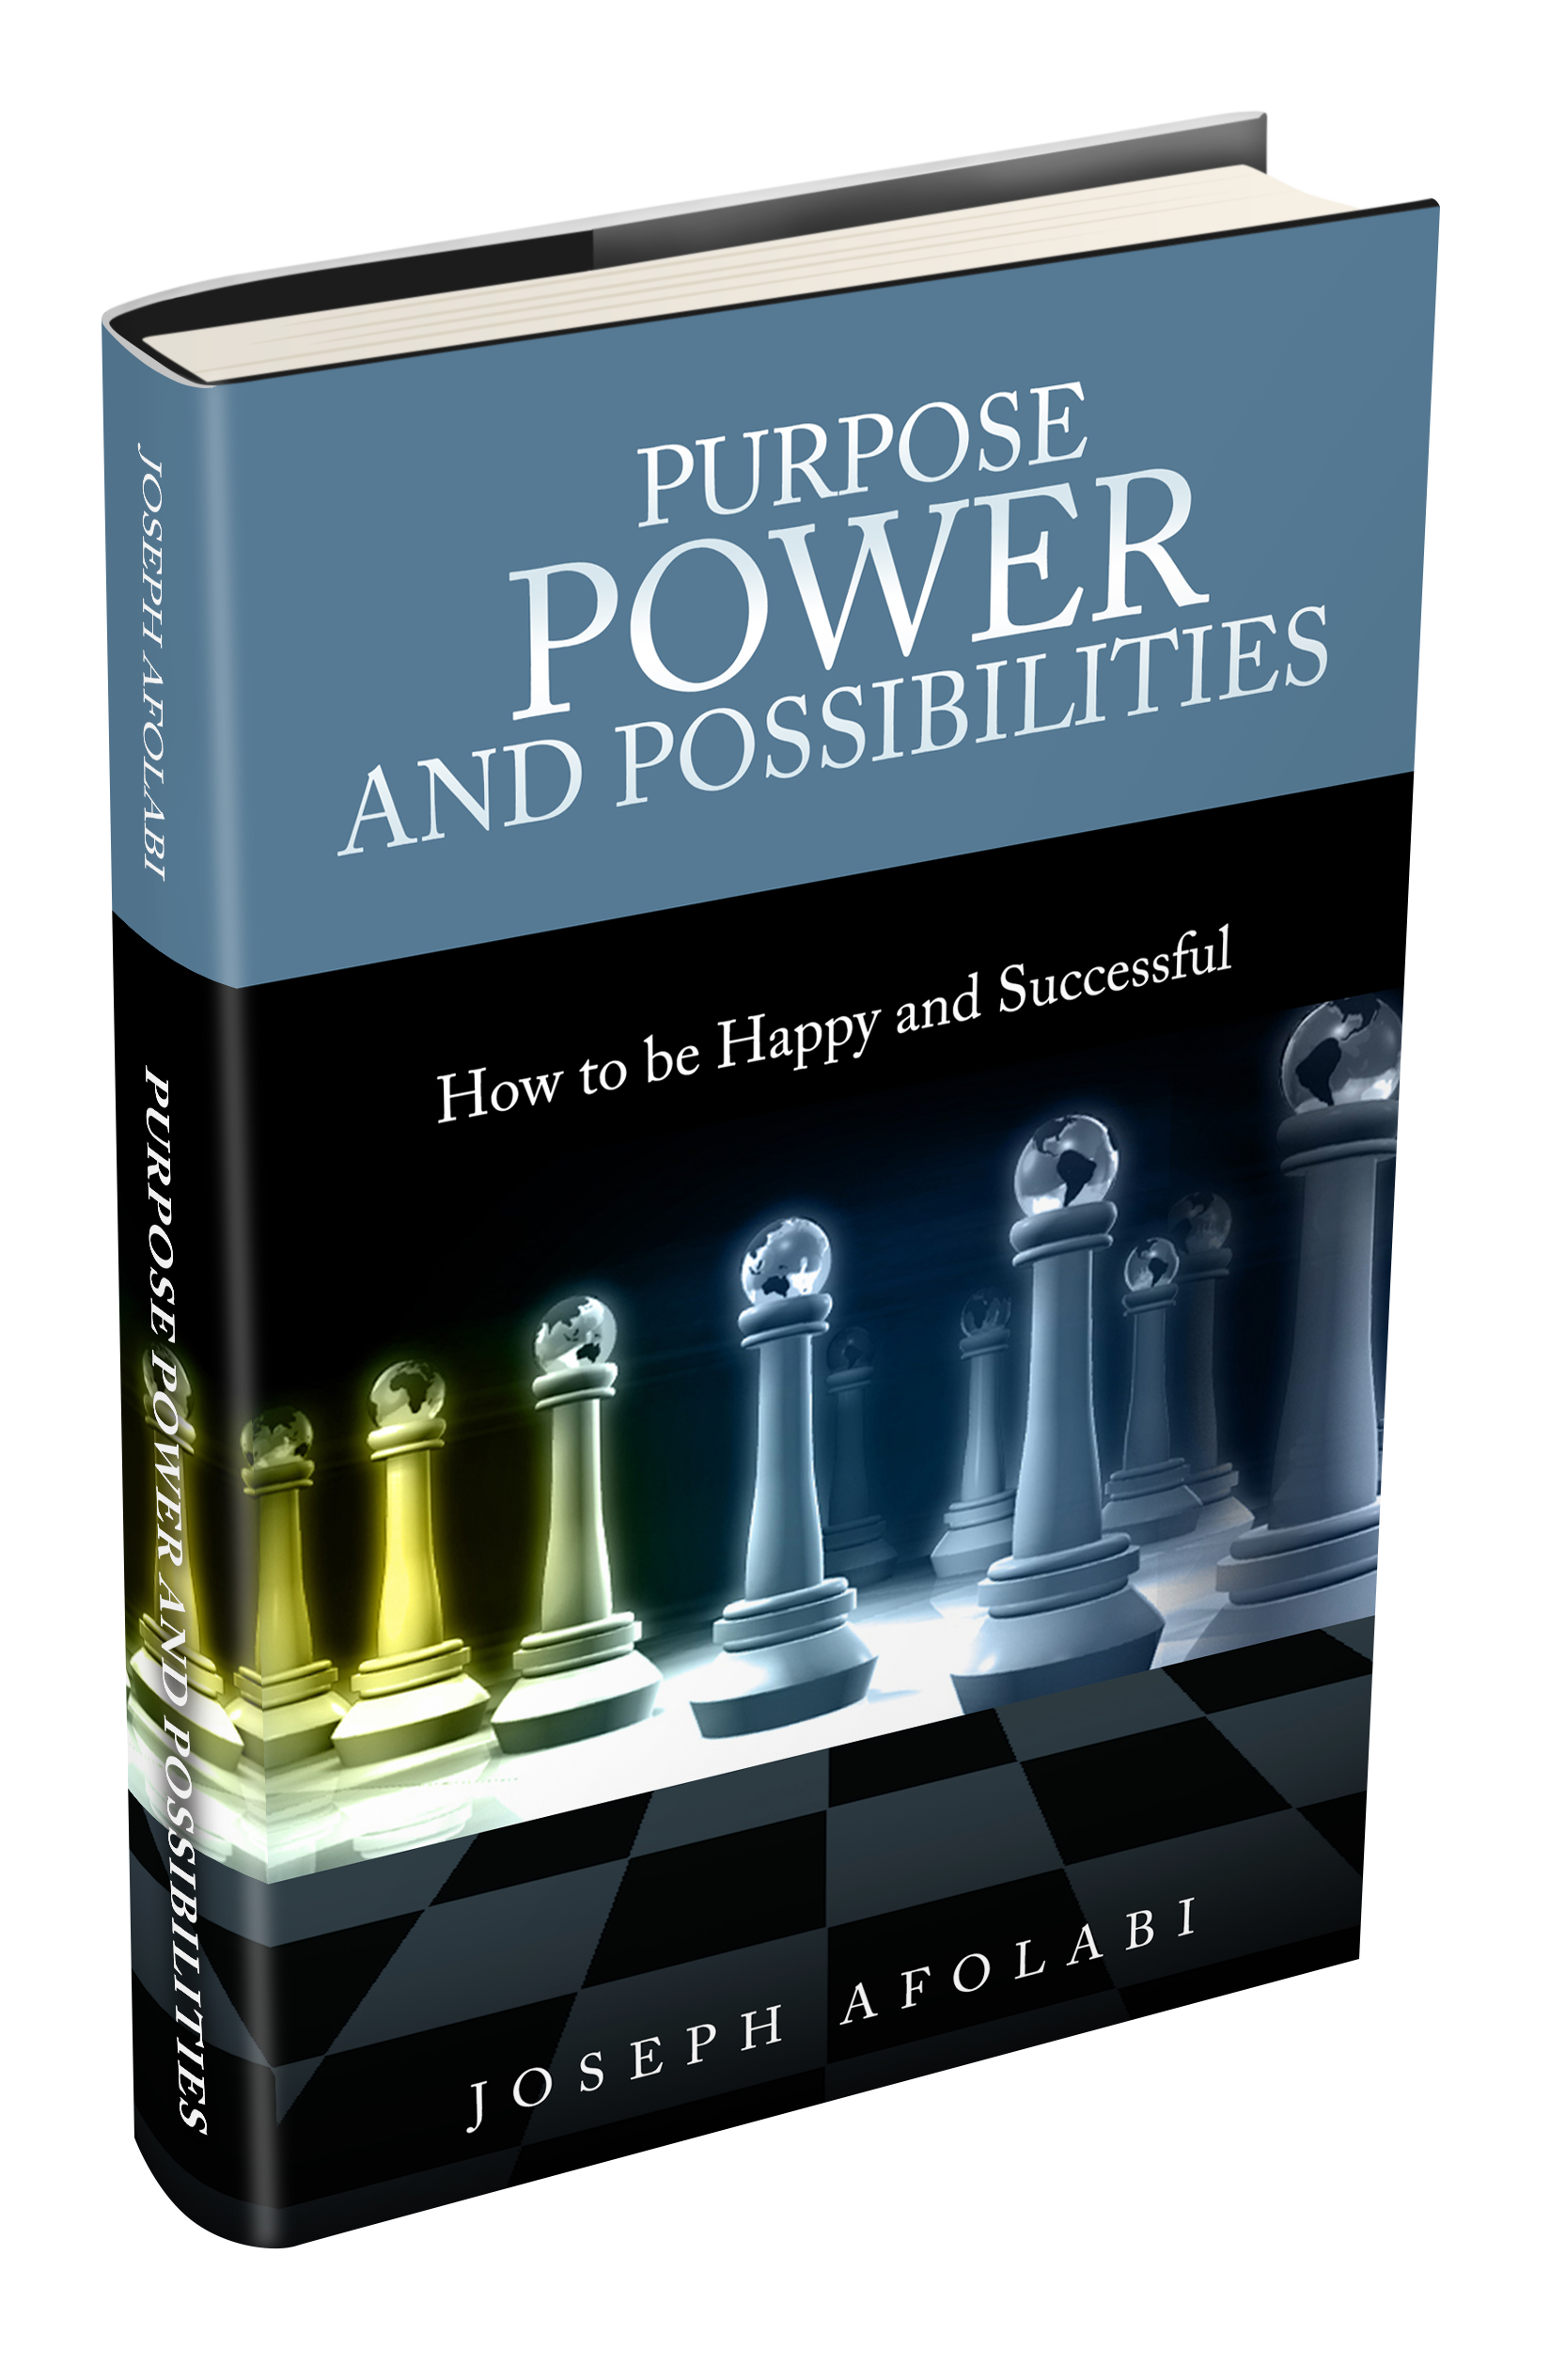 PURPOSE
POWER
AND POSSIBILITIES
How to be Happy and Successful
JOSEPH AFOLABI
JOSEPH AFOLABI
PURPOSE POWER AND POSSIBILITIES